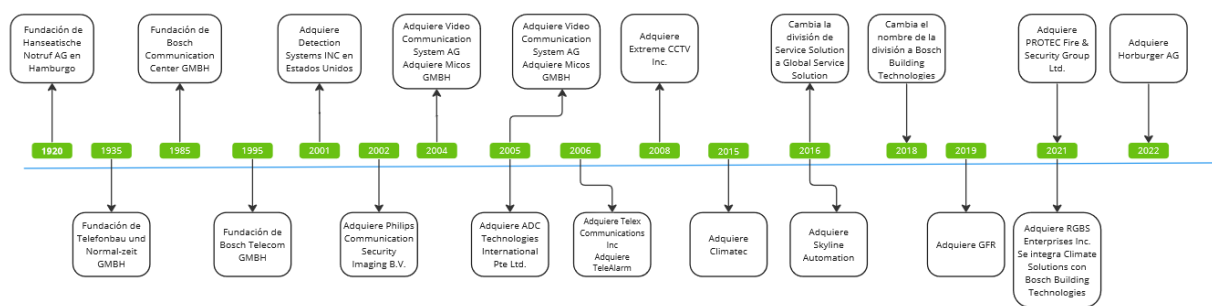 Fundación de
Hanseatische
Notruf AG en
Hamburgo
Fundación de
Bosch
Communication
Center GMBH
Adquiere
Detection
Systems INC en
Estados Unidos
Adquiere Video
Communication
System AG
Adquiere Micos
GMBH
Adquiere Video
Communication
System AG
Adquiere Micos
GMBH
Adquiere
Extreme CCTV
Inc.
Cambia la
división de
Service Solution
a Global Service
Solution
Cambia el
nombre de la
división a Bosch
Building
Technologies
Adquiere
PROTEC Fire &
Security Group
Ltd.
Adquiere
Horburger AG
1920
1935
1985
1995
2001
2002
2004
2005
2006
2008
2015
2016
2018
2019
2021
2022
Fundación de
Telefonbau und
Normal-zeit
GMBH
Fundación de
Bosch Telecom
GMBH
Adquiere Philips
Communication
Security
Imaging B.V.
Adquiere ADC
Technologies
International
Pte Ltd.
Adquiere Telex
Communications
Inc
Adquiere
TeleAlarm
Adquiere
Climatec
Adquiere
Skyline
Automation
Adquiere GFR
Adquiere RGBS
Enterprises Inc.
Se integra Climate
Solutions con
Bosch Building
Technologies